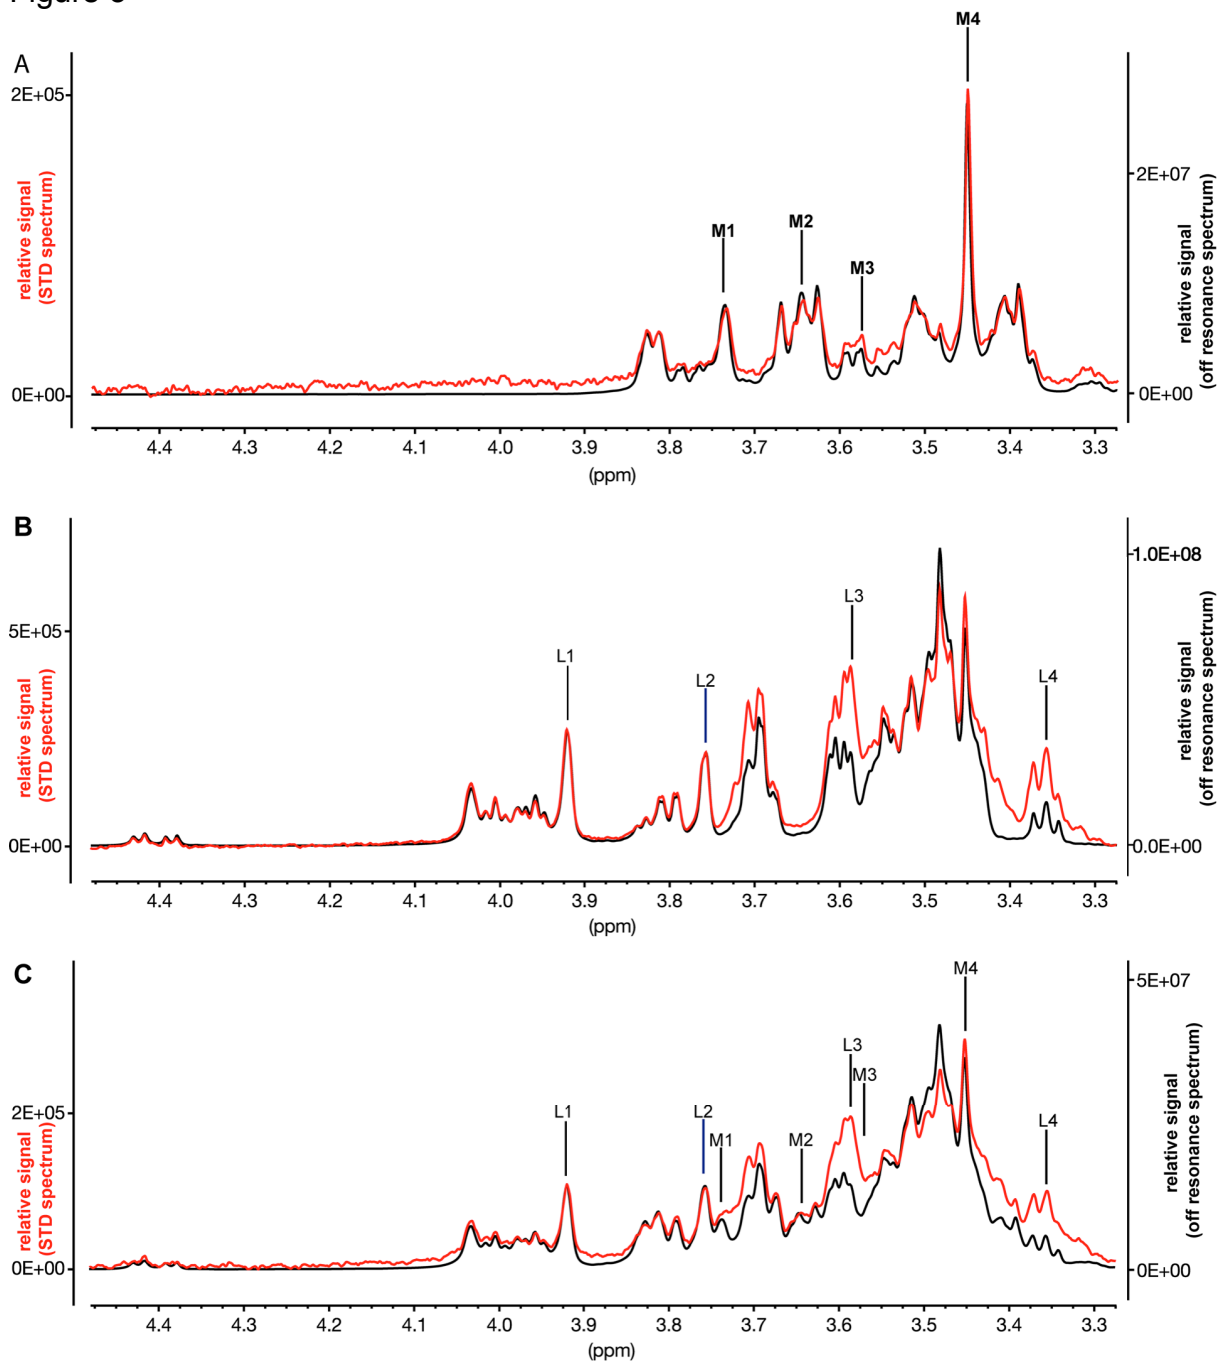 A
M4
2E+05
2E+07
M1
M2
M3
relative signal
(STD spectrum)
relative signal
(off resonance spectrum)
0E+00
0E+00
4.4 4.3 4.2 4.1 4.0 3.9 3.8 3.7 3.6 3.5 3.4 3.3
(ppm)
B
1.0E+08
L3
5E+05
L1
L2
L4
relative signal
(STD spectrum)
relative signal
(off resonance spectrum)
0E+00
0.0E+00
4.4 4.3 4.2 4.1 4.0 3.9 3.8 3.7 3.6 3.5 3.4 3.3
(ppm)
C
M4
5E+07
L3
M3
2E+05
L1
L2
M1
M2
L4
relative signal
(STD spectrum)
relative signal
(off resonance spectrum)
0E+00
0E+00
4.4 4.3 4.2 4.1 4.0 3.9 3.8 3.7 3.6 3.5 3.4 3.3
(ppm)